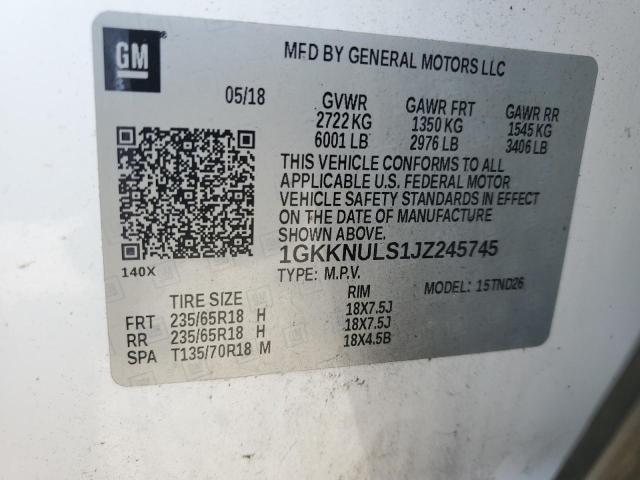 GM
MFD BY GENERAL MOTORS LLC
05/18 GVWR GAWR FRT GAWR RR
2722 KG 1350 KG 1545 KG
6001 LB 2976 LB 3406 LB
THIS VEHICLE CONFORMS TO ALL
APPLICABLE U.S. FEDERAL MOTOR
VEHICLE SAFETY STANDARDS IN EFFECT
ON THE DATE OF MANUFACTURE
SHOWN ABOVE.
1GKKNULS1JZ245745
140X
TYPE: M.P.V. MODEL: 15TND26
TIRE SIZE RIM
FRT 235/65R18 H 18X7.5J
RR 235/65R18 H 18X7.5J
SPA T135/70R18 M 18X4.5B